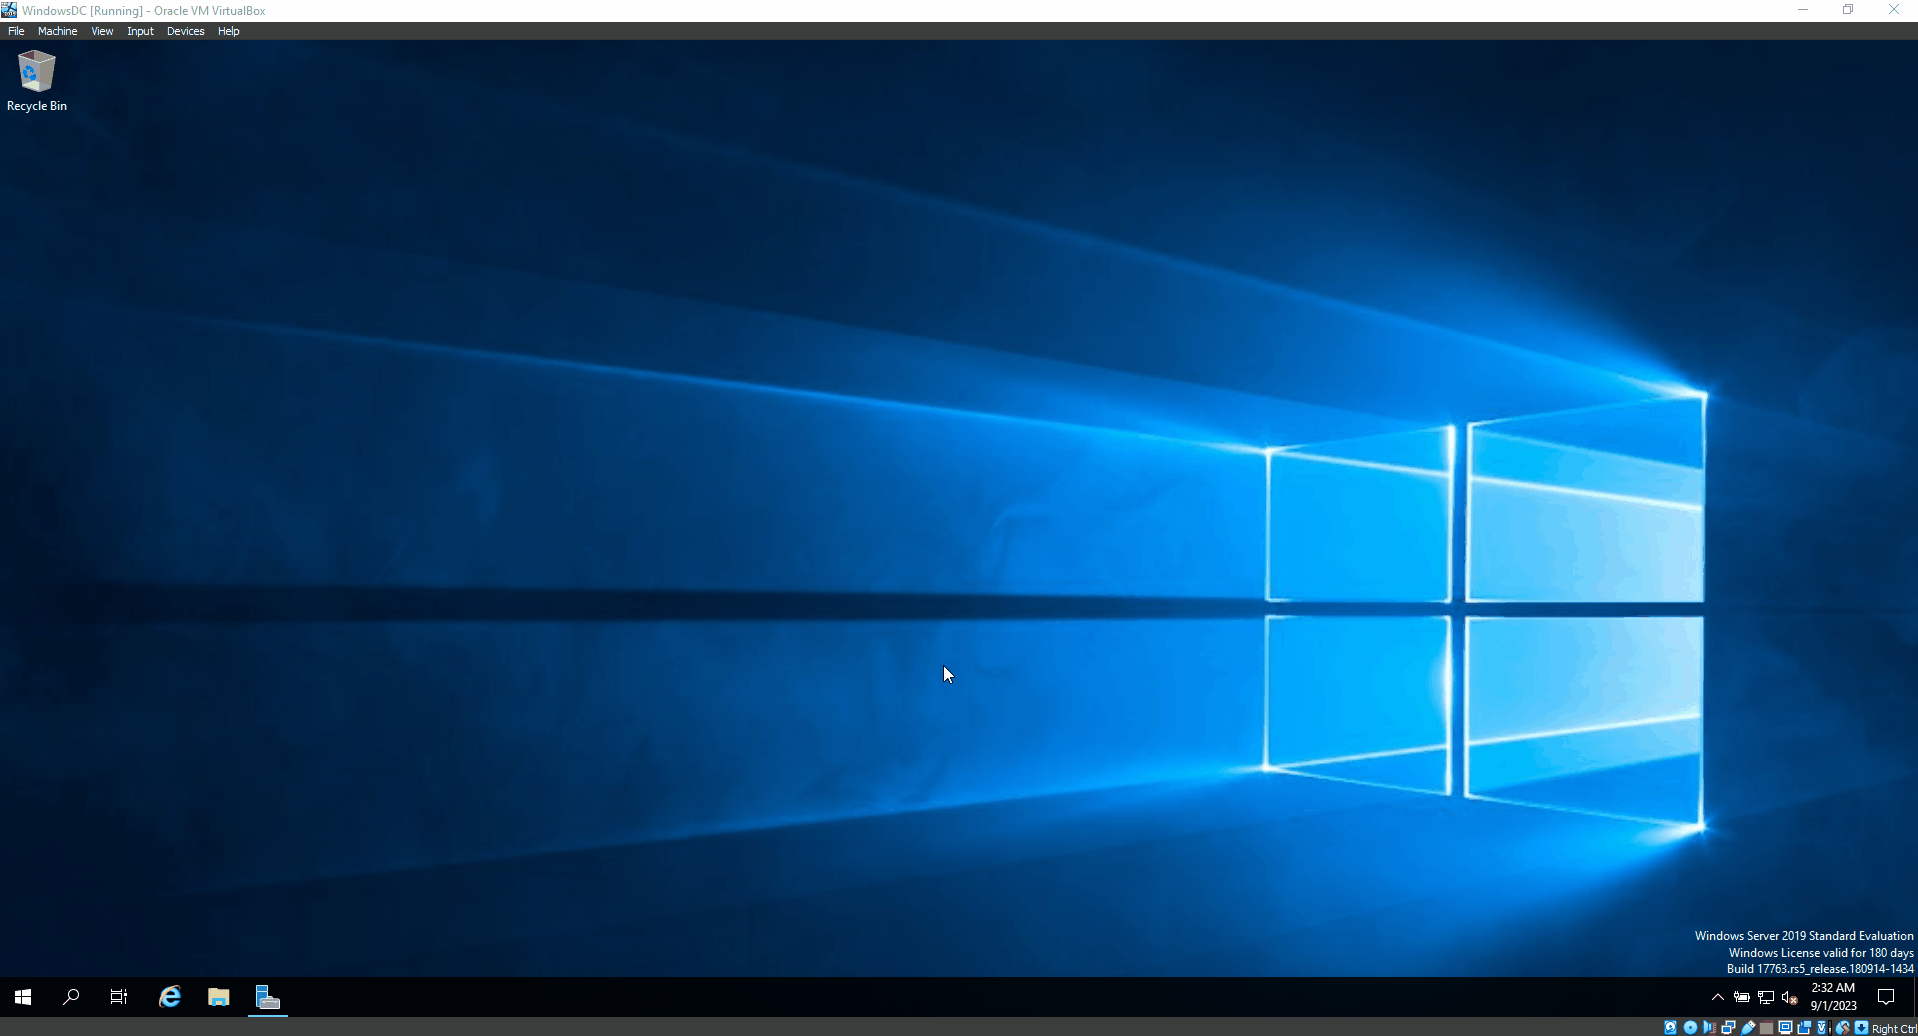 WindowsDC [Running] - Oracle VM VirtualBox
File Machine View Input Devices Help
Recycle Bin
Windows Server 2019 Standard Evaluation
Windows License valid for 180 days
Build 17763.rs5_release.180914-1434
2:32 AM
9/1/2023
Right Ctrl